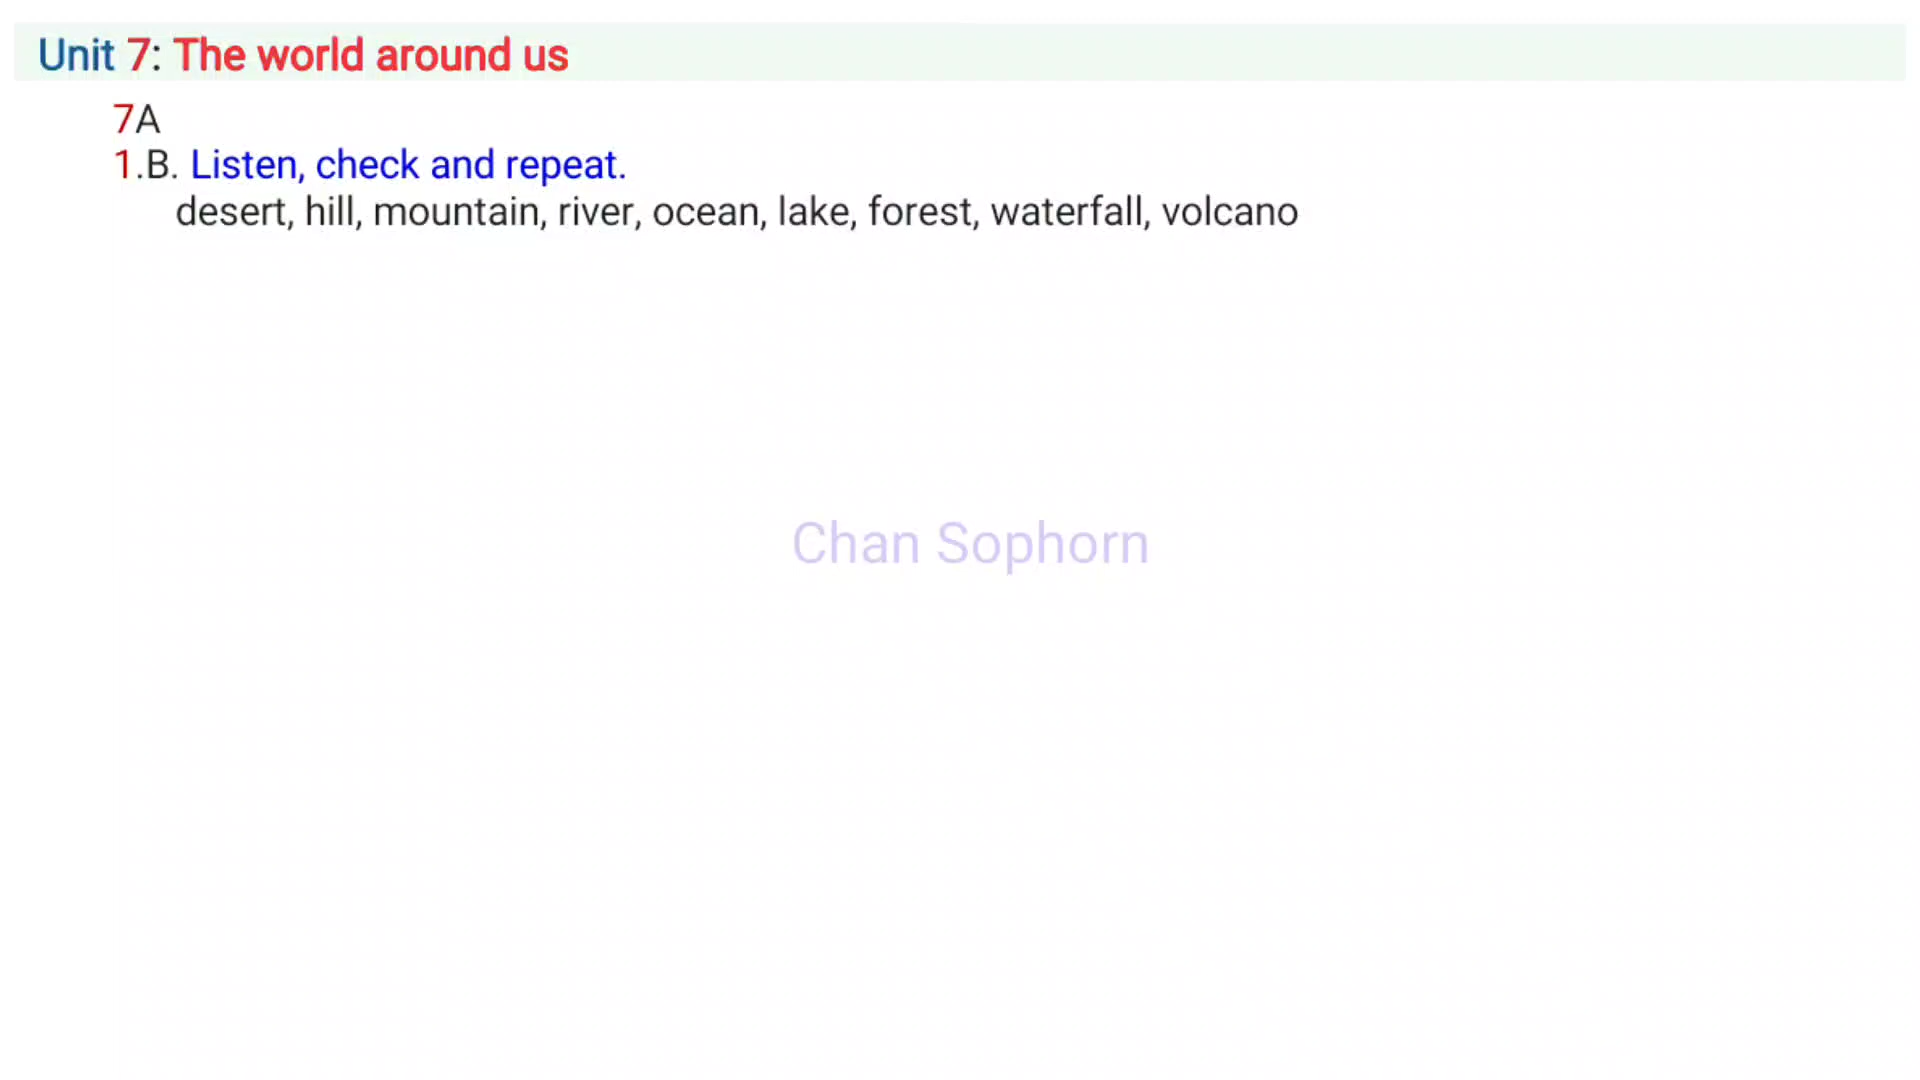 Unit 7: The world around us
7A
1.B. Listen, check and repeat.
desert, hill, mountain, river, ocean, lake, forest, waterfall, volcano
Chan Sophorn